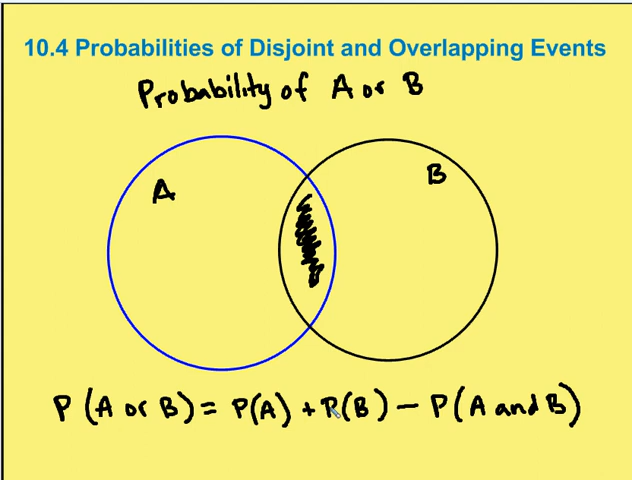 10.4 Probabilities of Disjoint and Overlapping Events
Probability of A or B
A
B
P (A or B) = P(A) + P(B) - P(A and B)